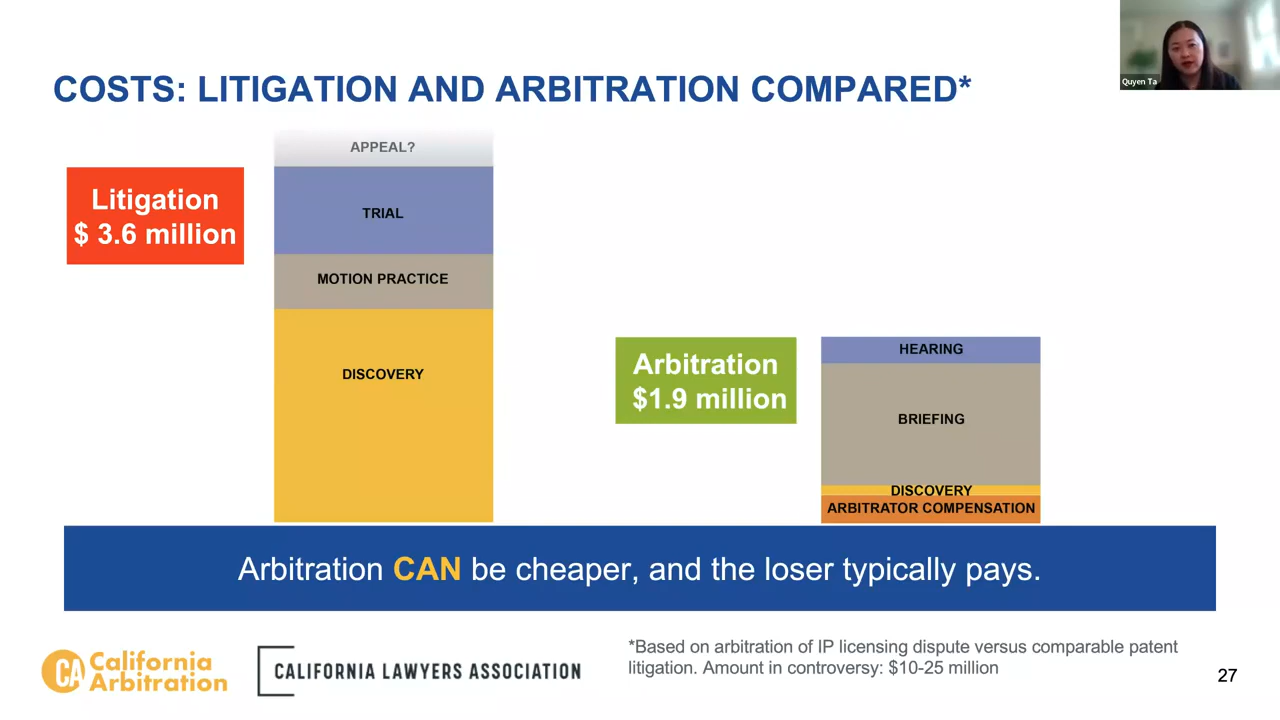 Quyen Ta
COSTS: LITIGATION AND ARBITRATION COMPARED*
APPEAL?
Litigation
$ 3.6 million
TRIAL
MOTION PRACTICE
DISCOVERY
Arbitration
$1.9 million
HEARING
BRIEFING
DISCOVERY
ARBITRATOR COMPENSATION
Arbitration CAN be cheaper, and the loser typically pays.
CA California
Arbitration
CALIFORNIA LAWYERS ASSOCIATION
*Based on arbitration of IP licensing dispute versus comparable patent
litigation. Amount in controversy: $10-25 million
27